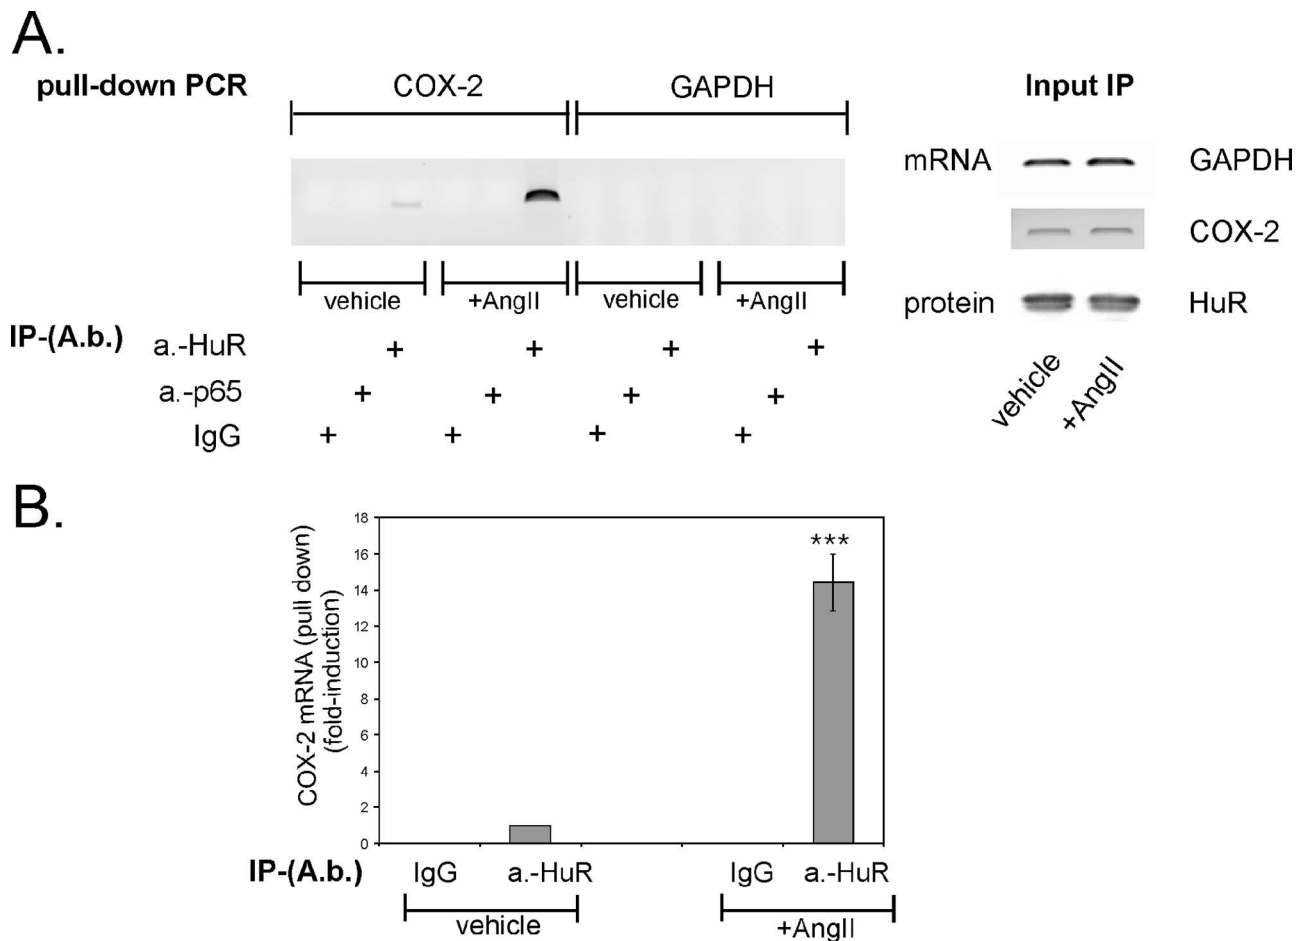 A.
pull-down PCR COX-2 GAPDH Input IP
mRNA GAPDH
COX-2
vehicle +AngII vehicle +AngII
protein HuR
IP-(A.b.) a.-HuR + + + +
a.-p65 + + + +
IgG + + + +
vehicle +AngII
B.
COX-2 mRNA (pull down)
(fold-induction)
18
16
14
12
10
8
6
4
2
0
***
IP-(A.b.) IgG a.-HuR IgG a.-HuR
vehicle +AngII